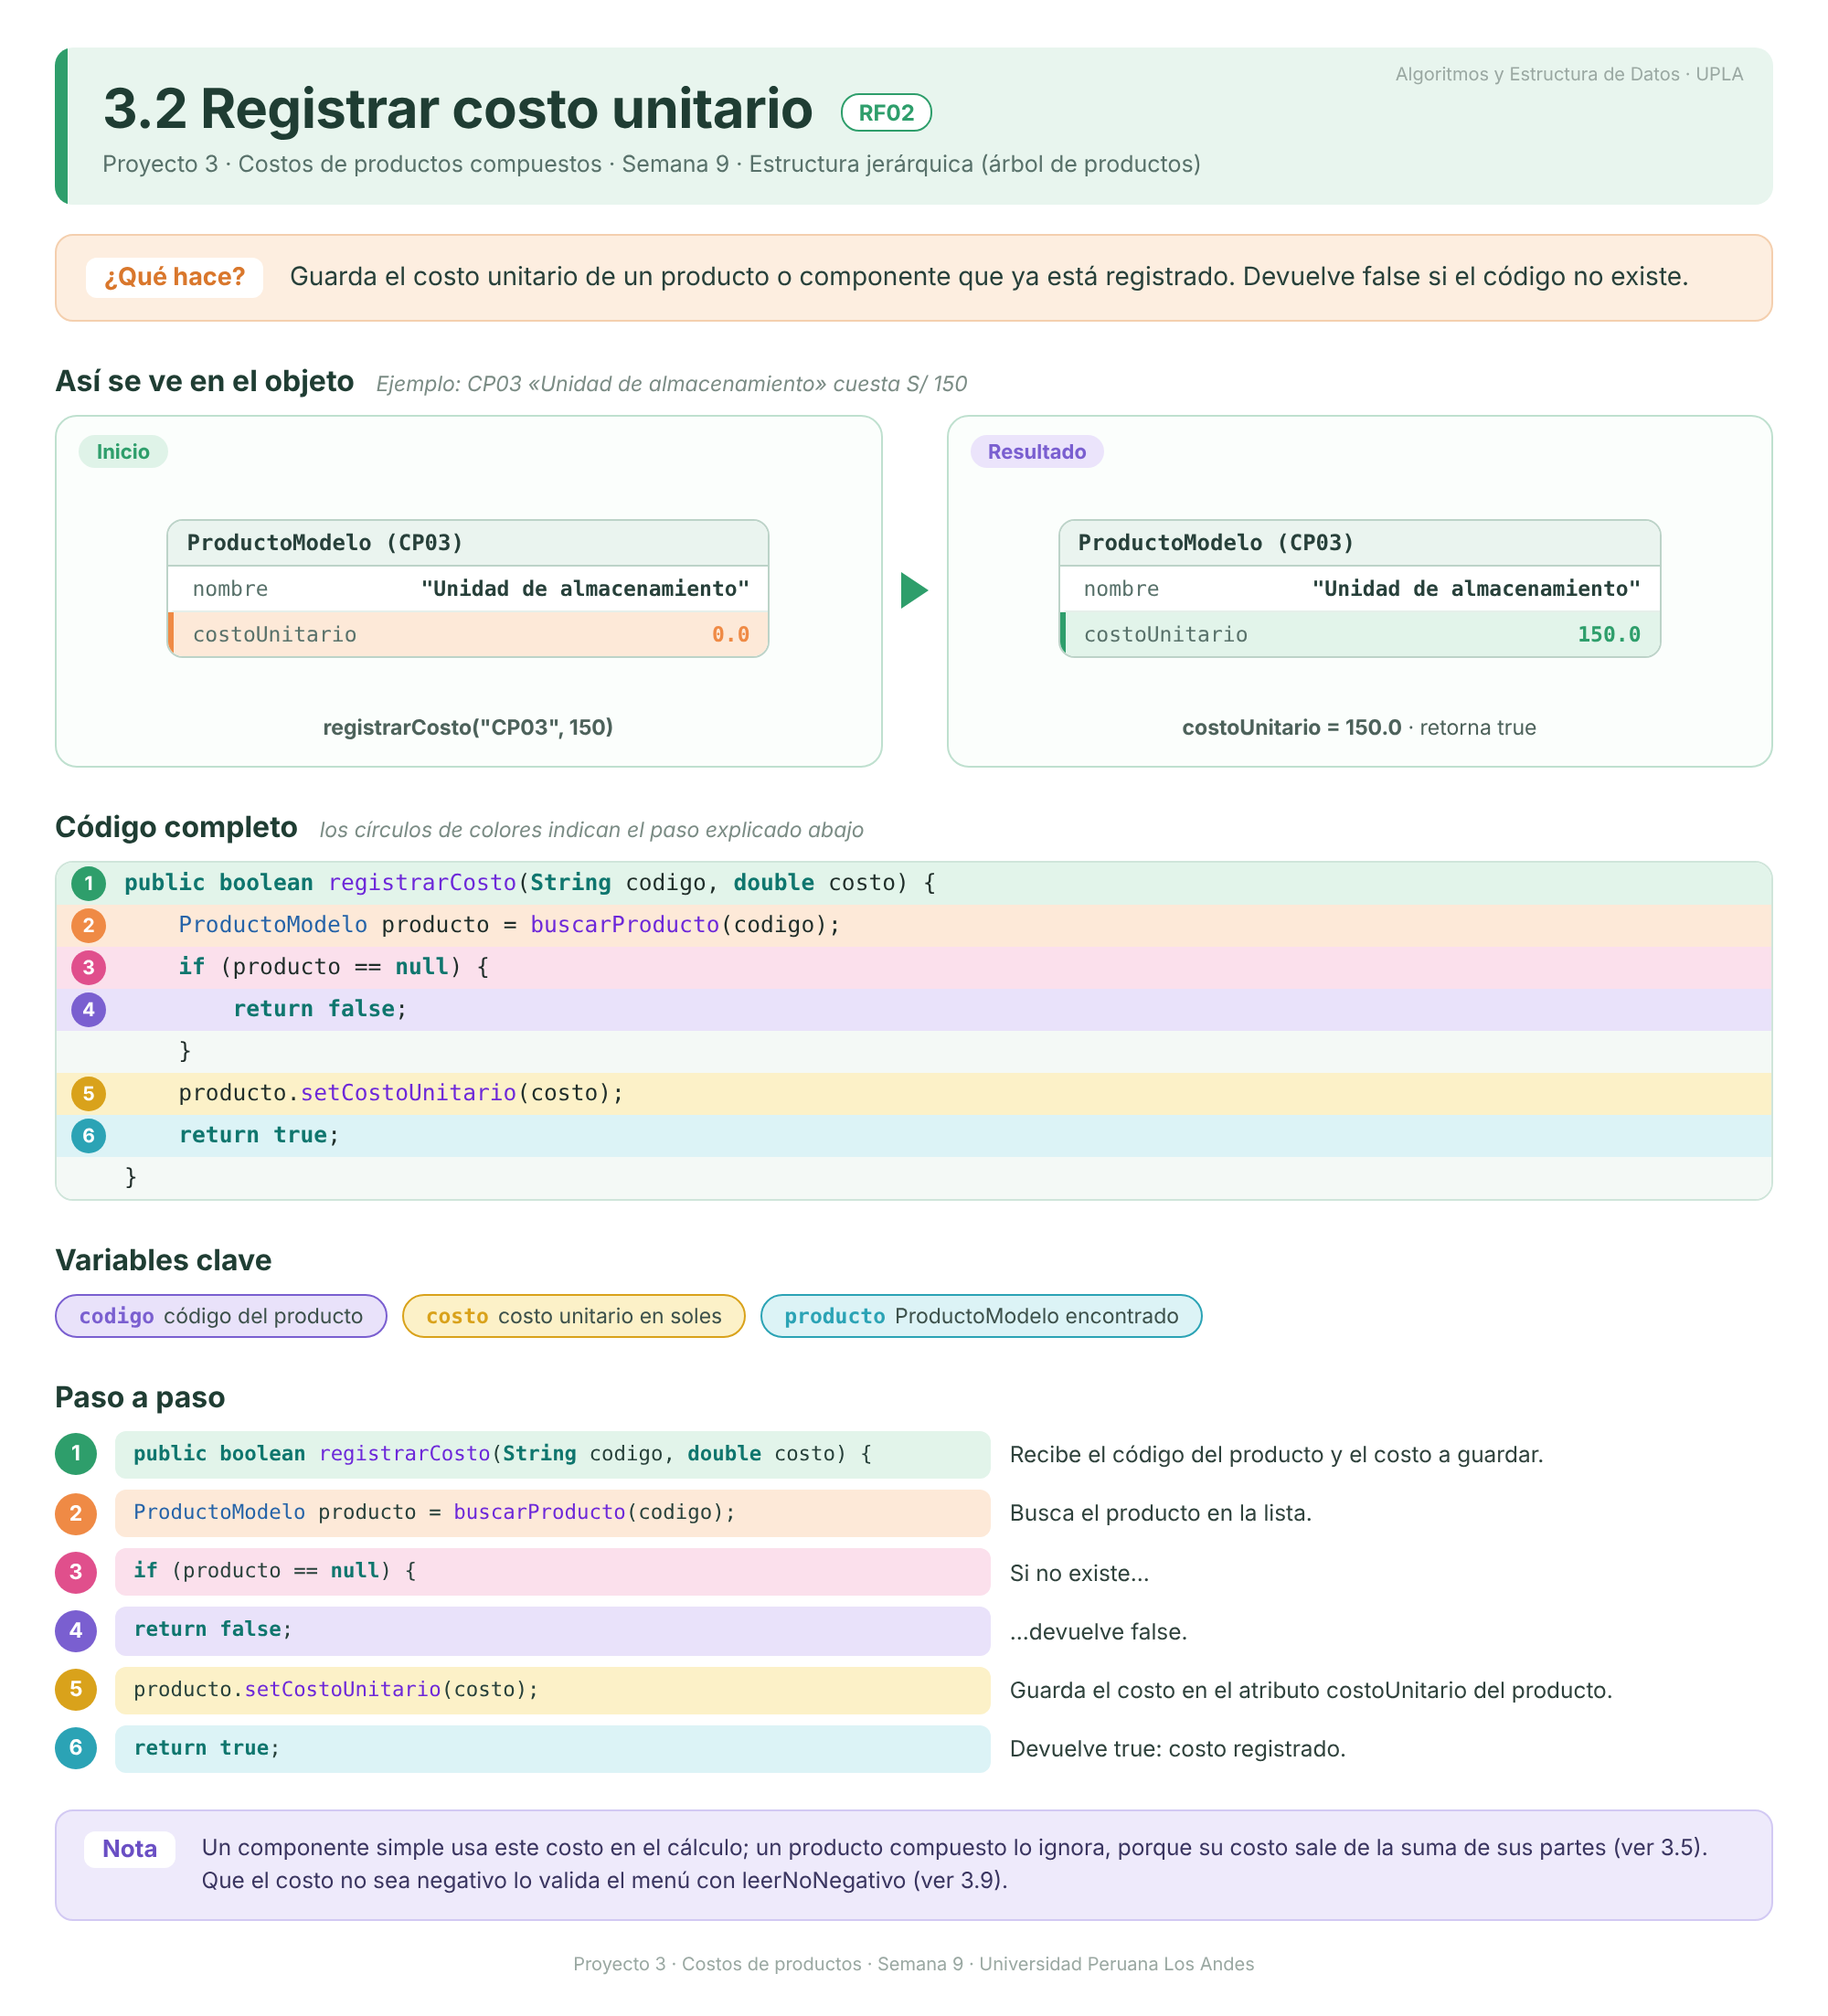 Algoritmos y Estructura de Datos · UPLA
3.2 Registrar costo unitario RF02
Proyecto 3 · Costos de productos compuestos · Semana 9 · Estructura jerárquica (árbol de productos)
¿Qué hace? Guarda el costo unitario de un producto o componente que ya está registrado. Devuelve false si el código no existe.
Así se ve en el objeto Ejemplo: CP03 «Unidad de almacenamiento» cuesta S/ 150
Inicio
ProductoModelo (CP03)
nombre "Unidad de almacenamiento"
costoUnitario 0.0
registrarCosto("CP03", 150)
Resultado
ProductoModelo (CP03)
nombre "Unidad de almacenamiento"
costoUnitario 150.0
costoUnitario = 150.0 · retorna true
Código completo los círculos de colores indican el paso explicado abajo
1 public boolean registrarCosto(String codigo, double costo) {
2 ProductoModelo producto = buscarProducto(codigo);
3 if (producto == null) {
4 return false;
}
5 producto.setCostoUnitario(costo);
6 return true;
}
Variables clave
codigo código del producto costo costo unitario en soles producto ProductoModelo encontrado
Paso a paso
1 public boolean registrarCosto(String codigo, double costo) { Recibe el código del producto y el costo a guardar.
2 ProductoModelo producto = buscarProducto(codigo); Busca el producto en la lista.
3 if (producto == null) { Si no existe...
4 return false; ...devuelve false.
5 producto.setCostoUnitario(costo); Guarda el costo en el atributo costoUnitario del producto.
6 return true; Devuelve true: costo registrado.
Nota Un componente simple usa este costo en el cálculo; un producto compuesto lo ignora, porque su costo sale de la suma de sus partes (ver 3.5).
Que el costo no sea negativo lo valida el menú con leerNoNegativo (ver 3.9).
Proyecto 3 · Costos de productos · Semana 9 · Universidad Peruana Los Andes